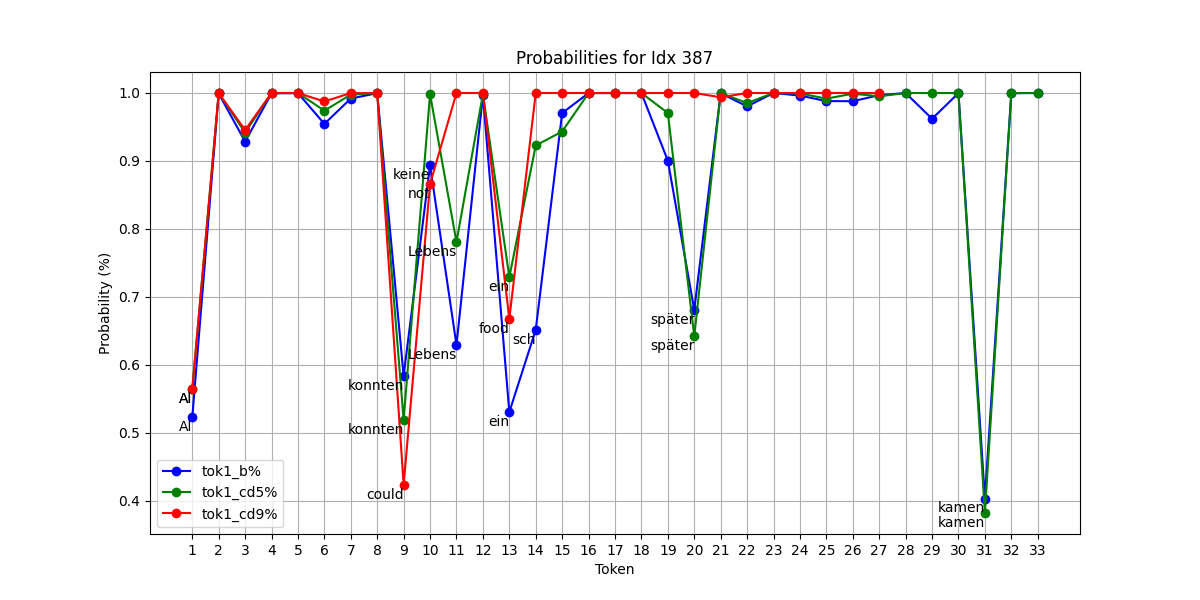 Probabilities for Idx 387
Probability (%)
1.0
0.9
0.8
0.7
0.6
0.5
0.4
keine
not
Lebens
ein
food
sch
später
später
Lebens
konnten
Al
Al
ein
konnten
could
kamen
kamen
tok1_b%
tok1_cd5%
tok1_cd9%
1 2 3 4 5 6 7 8 9 10 11 12 13 14 15 16 17 18 19 20 21 22 23 24 25 26 27 28 29 30 31 32 33
Token